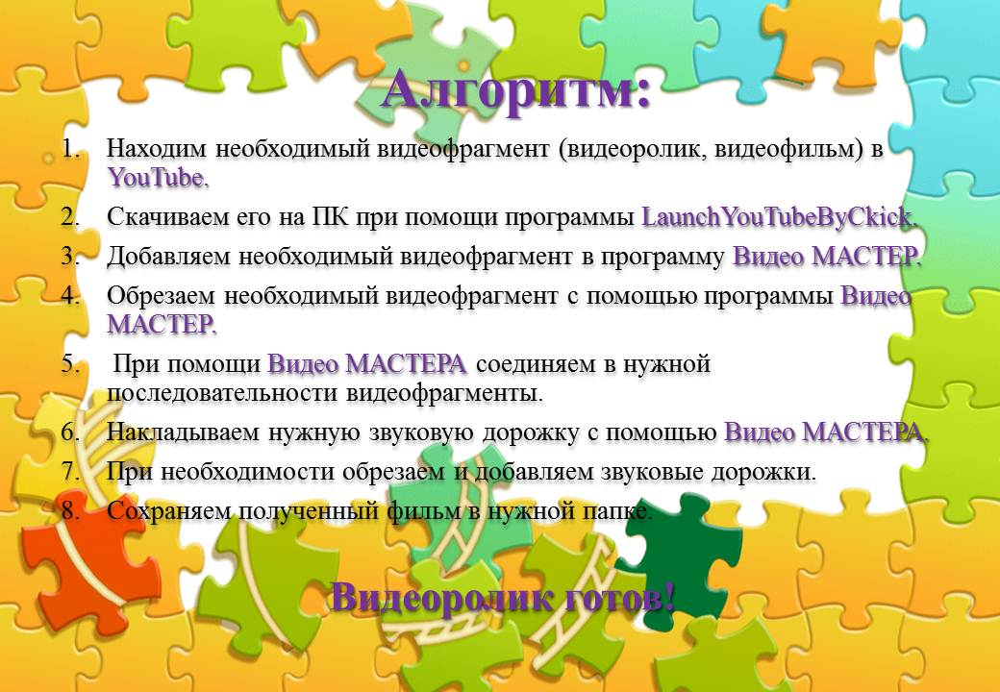 Алгоритм:
1. Находим необходимый видеофрагмент (видеоролик, видеофильм) в
YouTube.
2. Скачиваем его на ПК при помощи программы LaunchYouTubeByCkick.
3. Добавляем необходимый видеофрагмент в программу Видео МАСТЕР.
4. Обрезаем необходимый видеофрагмент с помощью программы Видео
МАСТЕР.
5. При помощи Видео МАСТЕРА соединяем в нужной
последовательности видеофрагменты.
6. Накладываем нужную звуковую дорожку с помощью Видео МАСТЕРА.
7. При необходимости обрезаем и добавляем звуковые дорожки.
8. Сохраняем полученный фильм в нужной папке.
Видеоролик готов!